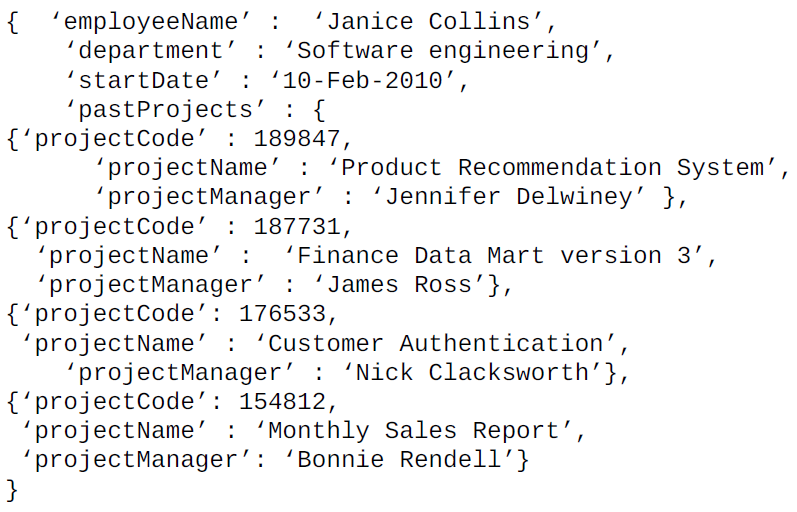 {  ‘employeeName’ :  ‘Janice Collins’,
‘department’ : ‘Software engineering’,
‘startDate’ : ‘10-Feb-2010’,
‘pastProjects’ : {
{‘projectCode’ : 189847,
‘projectName’ : ‘Product Recommendation System’,
‘projectManager’ : ‘Jennifer Delwiney’ },
{‘projectCode’ : 187731,
‘projectName’ :  ‘Finance Data Mart version 3’,
‘projectManager’ : ‘James Ross’},
{‘projectCode’: 176533,
‘projectName’ : ‘Customer Authentication’,
‘projectManager’ : ‘Nick Clacksworth’},
{‘projectCode’: 154812,
‘projectName’ : ‘Monthly Sales Report’,
‘projectManager’: ‘Bonnie Rendell’}
}